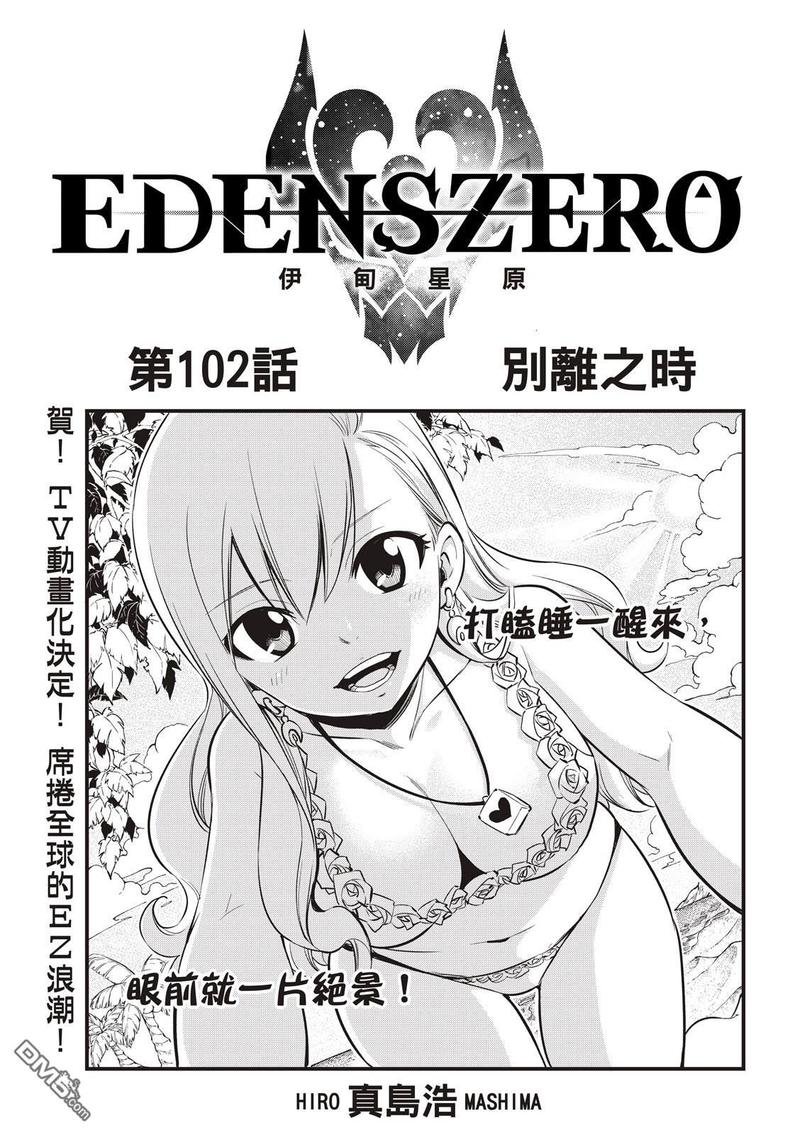 EDENSZERO
伊甸星原
第102話 別離之時
賀！TV動畫化決定！席捲全球的EZ浪潮！
打瞌睡一醒來，
眼前就一片絕景！
HIRO 真島浩 MASHIMA
DM5.com